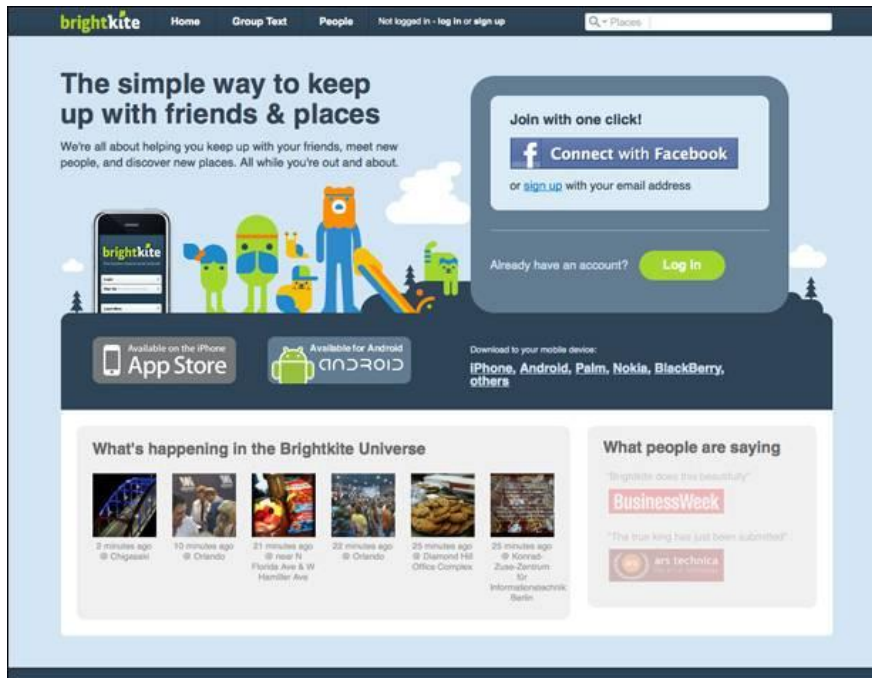 brightkite Home Group Text People Not logged in - log in or sign up Places
The simple way to keep
up with friends & places
We're all about helping you keep up with your friends, meet new
people, and discover new places. All while you're out and about.
Join with one click!
f Connect with Facebook
or sign up with your email address
Already have an account? Log In
brightkite
Available on the iPhone
App Store
Available for Android
ANDROID
Download to your mobile device:
iPhone, Android, Palm, Nokia, BlackBerry,
others
What's happening in the Brightkite Universe
3 minutes ago
@ Chigasaki
10 minutes ago
@ Orlando
21 minutes ago
@ near N
Florida Ave & W
Hamiller Ave
22 minutes ago
@ Orlando
25 minutes ago
@ Diamond Hill
Office Complex
25 minutes ago
@ Konrad-
Zuse-Zentrum
für
Informationstechnik
Berlin
What people are saying
"Brightkite does this beautifully"
BusinessWeek
"The true king has just been submitted"
ars technica